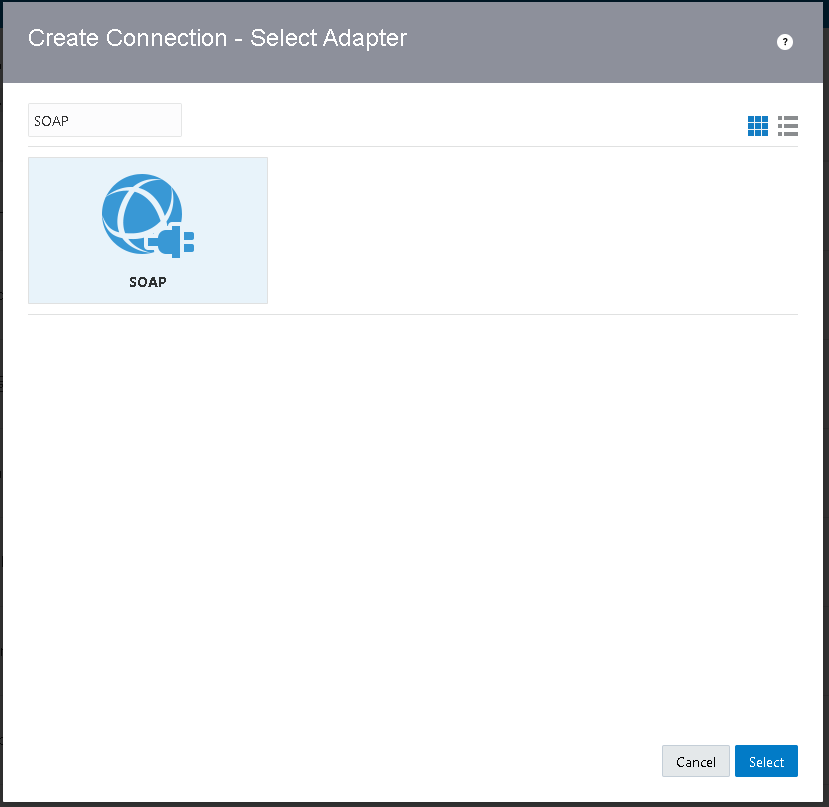 Create Connection - Select Adapter
?
SOAP
SOAP
Cancel
Select